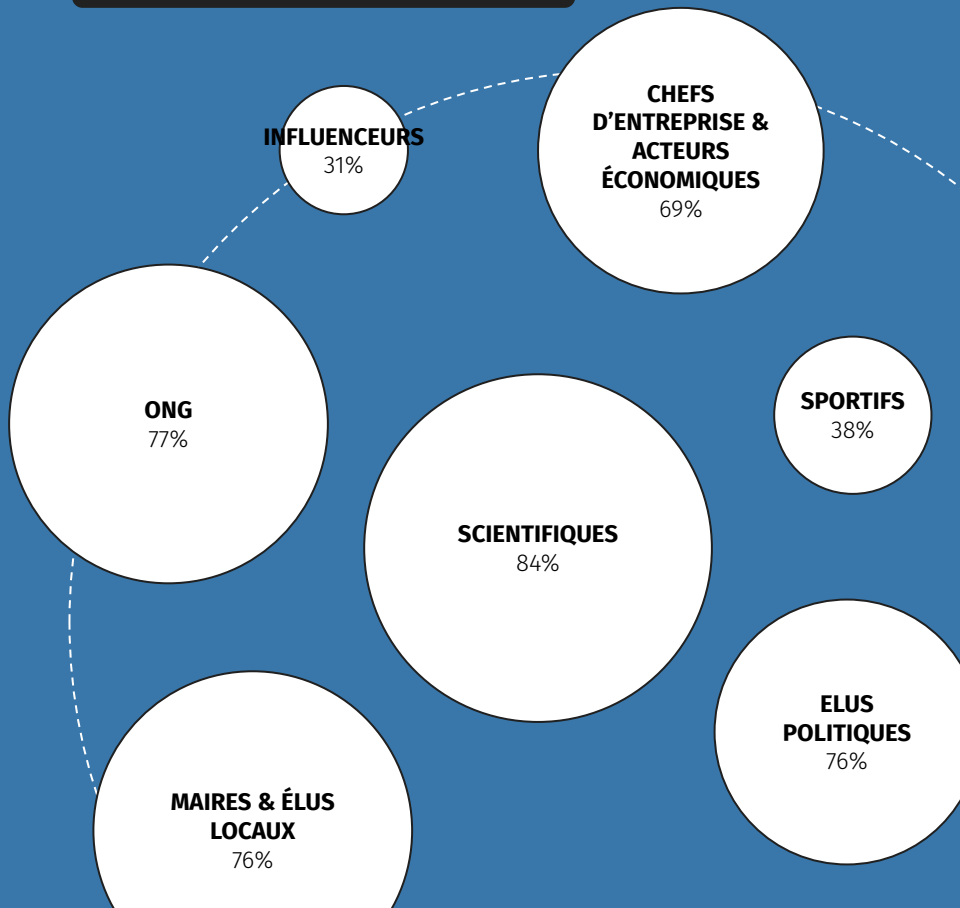 CHEFS
D'ENTREPRISE &
ACTEURS
ÉCONOMIQUES
69%
INFLUENCEURS
31%
ONG
77%
SPORTIFS
38%
SCIENTIFIQUES
84%
ELUS
POLITIQUES
76%
MAIRES & ÉLUS
LOCAUX
76%